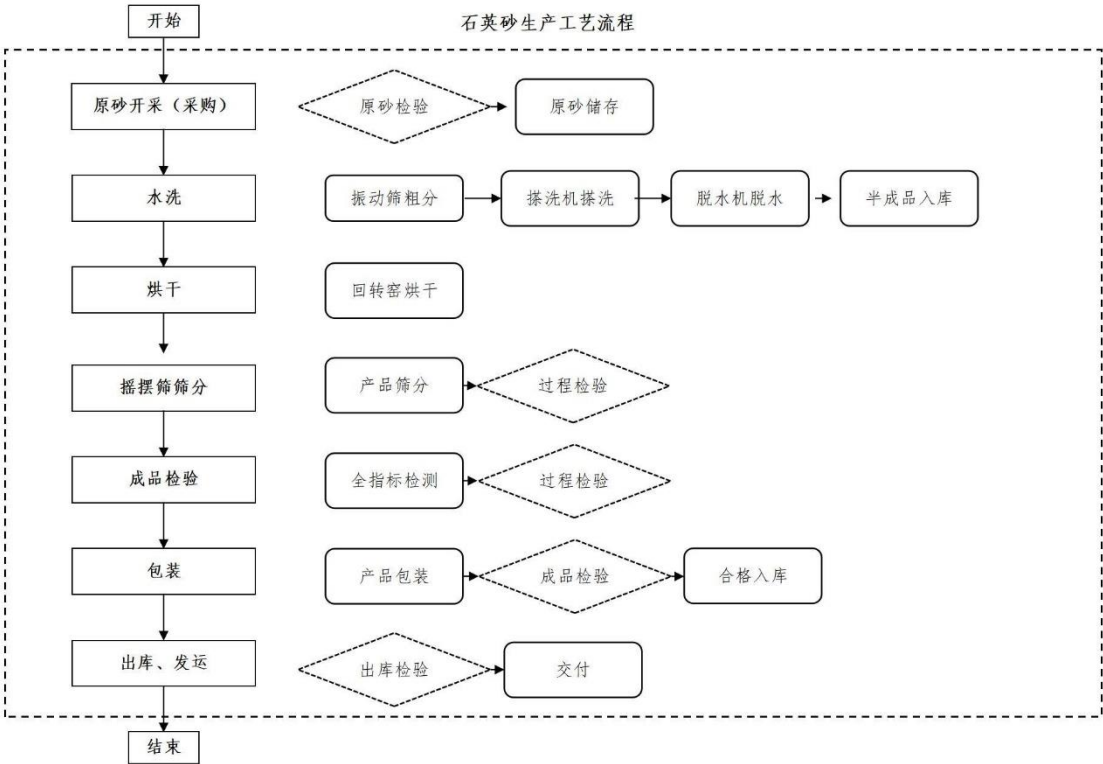 开始
石英砂生产工艺流程
原砂开采（采购）
原砂检验
原砂储存
水洗
振动筛粗分
搽洗机搽洗
脱水机脱水
半成品入库
烘干
回转窑烘干
摇摆筛筛分
产品筛分
过程检验
成品检验
全指标检测
过程检验
包装
产品包装
成品检验
合格入库
出库、发运
出库检验
交付
结束